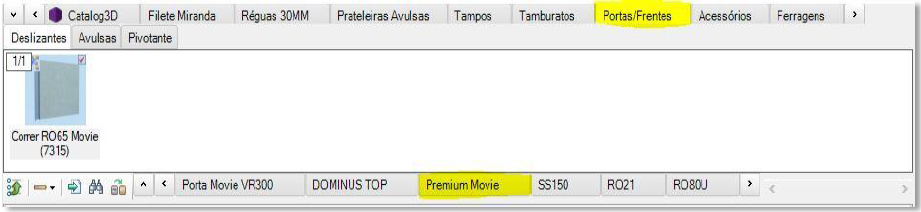 Catalog3D Filete Miranda Réguas 30MM Prateleiras Avulsas Tampos Tamburatos Portas/Frentes Acessórios Ferragens
Deslizantes Avulsas Pivotante
1/1
Correr RO65 Movie
(7315)
Porta Movie VR300 DOMINUS TOP Premium Movie SS150 RO21 RO80U